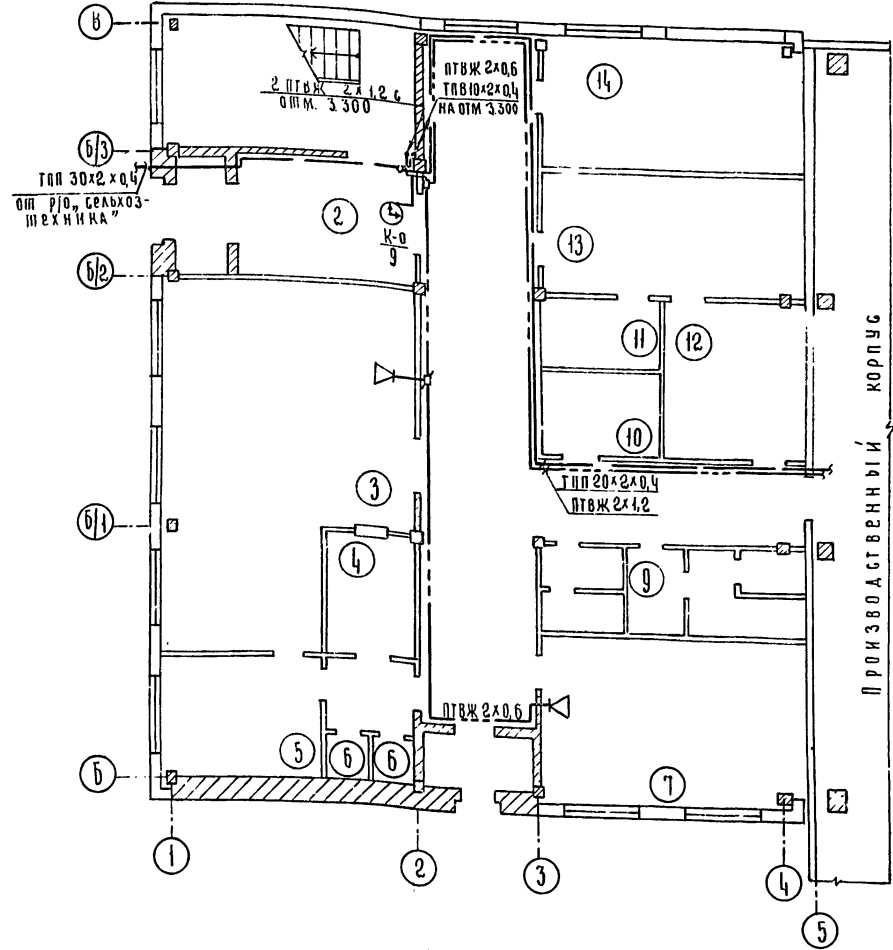 В
2 ПТВЖ 2×1,2 с
ОТМ. 3.300
ПТВЖ 2×0,6
ТПВ10×2×0,4
НА ОТМ 3.300
14
Б/3
ТПП 30×2×0,4
ОТ Р/О „СЕЛЬХОЗ-
ТЕХНИКА"
2
К-0
9
13
Б/2
11
12
10
3
ТПП 20×2×0,4
ПТВЖ 2×1,2
Б/1
4
9
ПРОИЗВОДСТВЕННЫЙ КОРПУС
ПТВЖ 2×0,6
5
6
6
7
Б
1
2
3
4
5